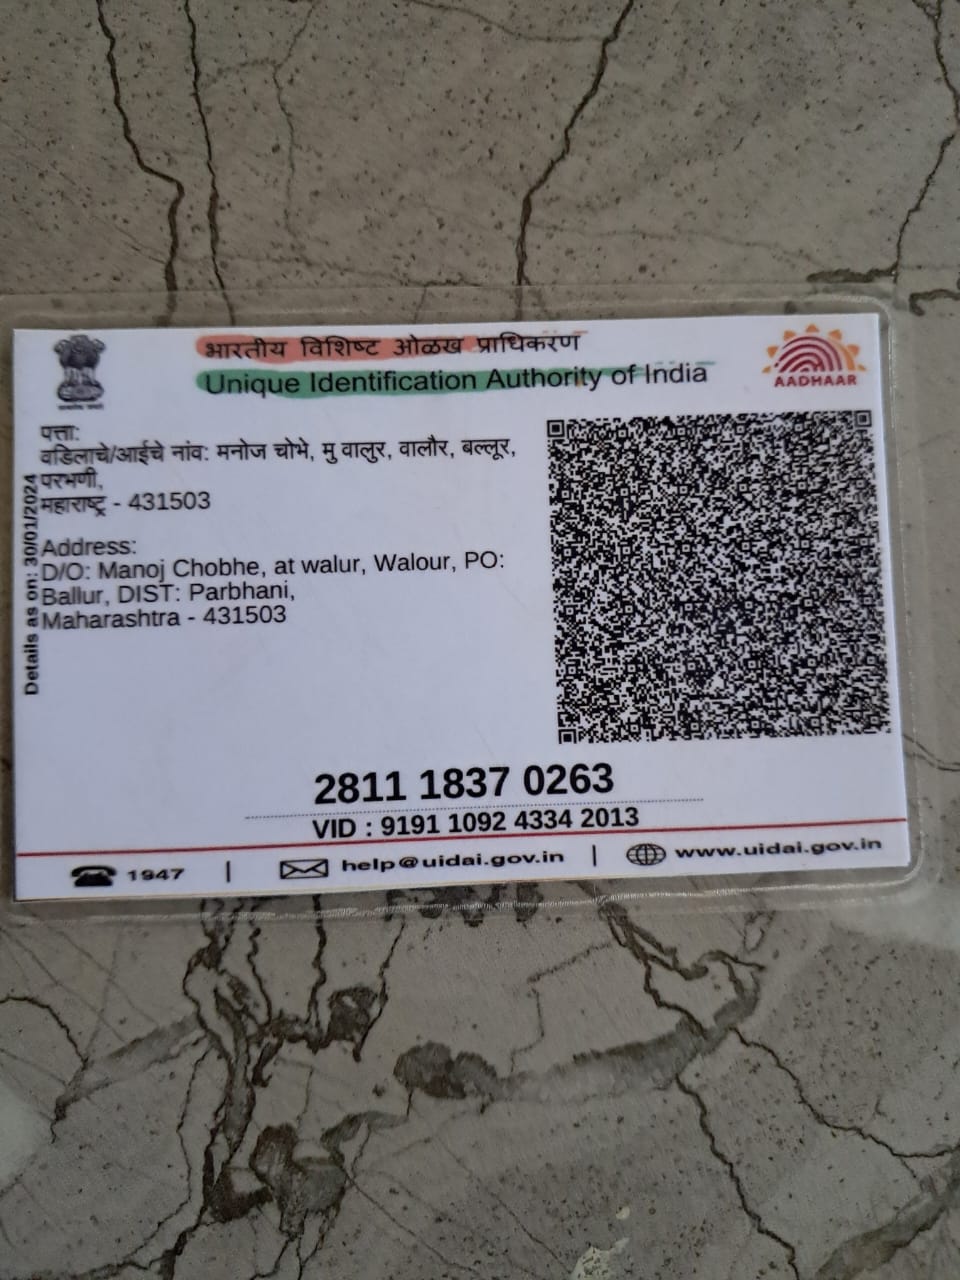 भारतीय विशिष्ट ओळख प्राधिकरण
Unique Identification Authority of India
AADHAAR
पत्ता:
वडिलाचे/आईचे नांव: मनोज चोभे, मु वालुर, वालौर, बल्लूर,
परभणी,
महाराष्ट्र - 431503
Address:
D/O: Manoj Chobhe, at walur, Walour, PO:
Ballur, DIST: Parbhani,
Maharashtra - 431503
Details as on: 30/01/2024
2811 1837 0263
VID : 9191 1092 4334 2013
1947 | help@uidai.gov.in | www.uidai.gov.in